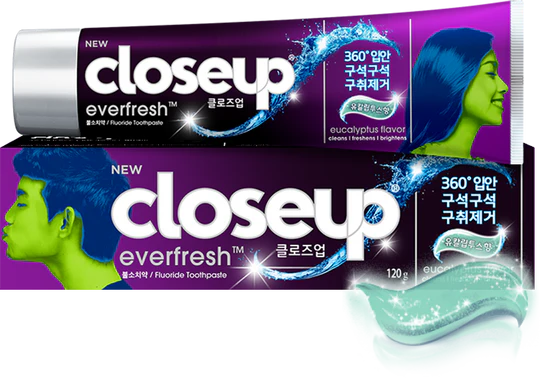 NEW
closeup®
everfresh™ 클로즈업
불소치약 / Fluoride Toothpaste
360° 입안
구석구석
구취제거
유칼립투스향
eucalyptus flavor
cleans | freshens | brightens
NEW
closeup®
everfresh™ 클로즈업
불소치약 / Fluoride Toothpaste
120 g
360° 입안
구석구석
구취제거
유칼립투스향